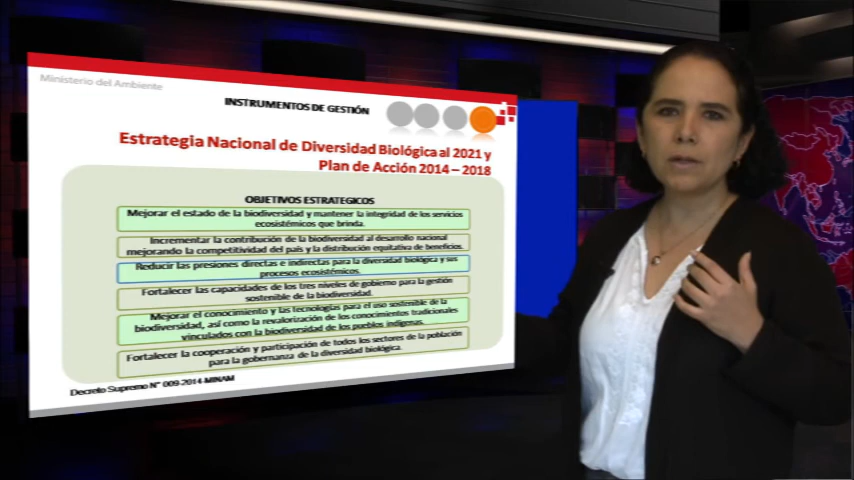 Ministerio del Ambiente
INSTRUMENTOS DE GESTIÓN
Estrategia Nacional de Diversidad Biológica al 2021 y
Plan de Acción 2014 – 2018
OBJETIVOS ESTRATEGICOS
Mejorar el estado de la biodiversidad y mantener la integridad de los servicios
ecosistémicos que brinda.
Incrementar la contribución de la biodiversidad al desarrollo nacional
mejorando la competitividad del país y la distribución equitativa de beneficios.
Reducir las presiones directas e indirectas para la diversidad biológica y sus
procesos ecosistémicos.
Fortalecer las capacidades de los tres niveles de gobierno para la gestión
sostenible de la biodiversidad.
Mejorar el conocimiento y las tecnologías para el uso sostenible de la
biodiversidad, así como la revalorización de los conocimientos tradicionales
vinculados con la biodiversidad de los pueblos indígenas.
Fortalecer la cooperación y participación de todos los sectores de la población
para la gobernanza de la diversidad biológica.
Decreto Supremo N° 009-2014-MINAM